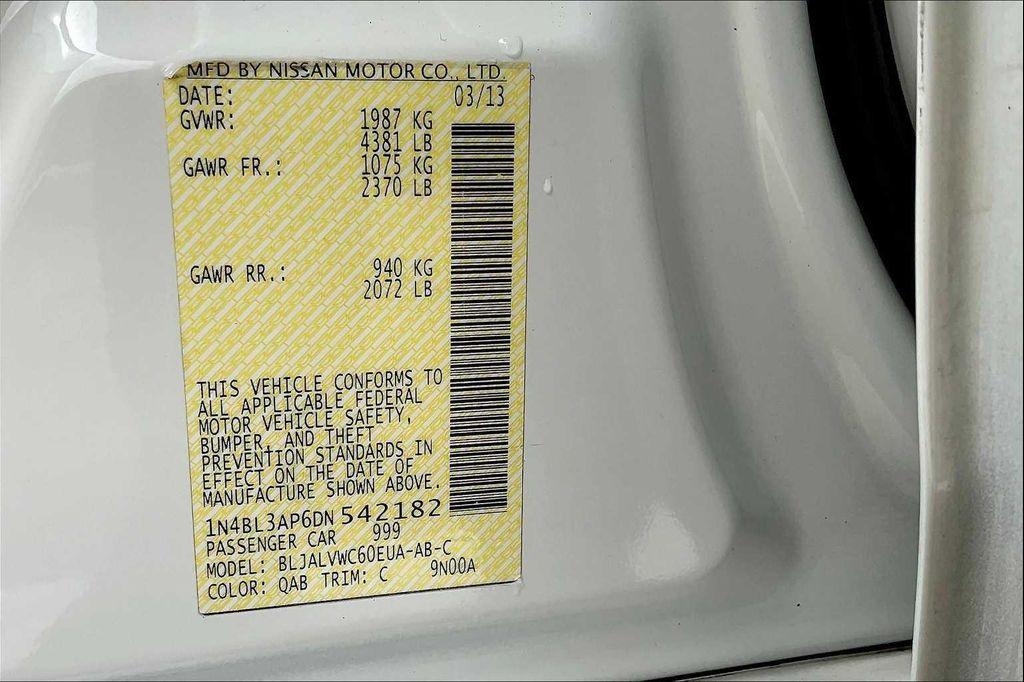 MFD BY NISSAN MOTOR CO., LTD.
DATE: 03/13
GVWR: 1987 KG
4381 LB
GAWR FR.: 1075 KG
2370 LB
GAWR RR.: 940 KG
2072 LB
THIS VEHICLE CONFORMS TO
ALL APPLICABLE FEDERAL
MOTOR VEHICLE SAFETY,
BUMPER, AND THEFT
PREVENTION STANDARDS IN
EFFECT ON THE DATE OF
MANUFACTURE SHOWN ABOVE.
1N4BL3AP6DN542182
PASSENGER CAR 999
MODEL: BLJALVWC60EUA-AB-C
COLOR: QAB TRIM: C 9N00A